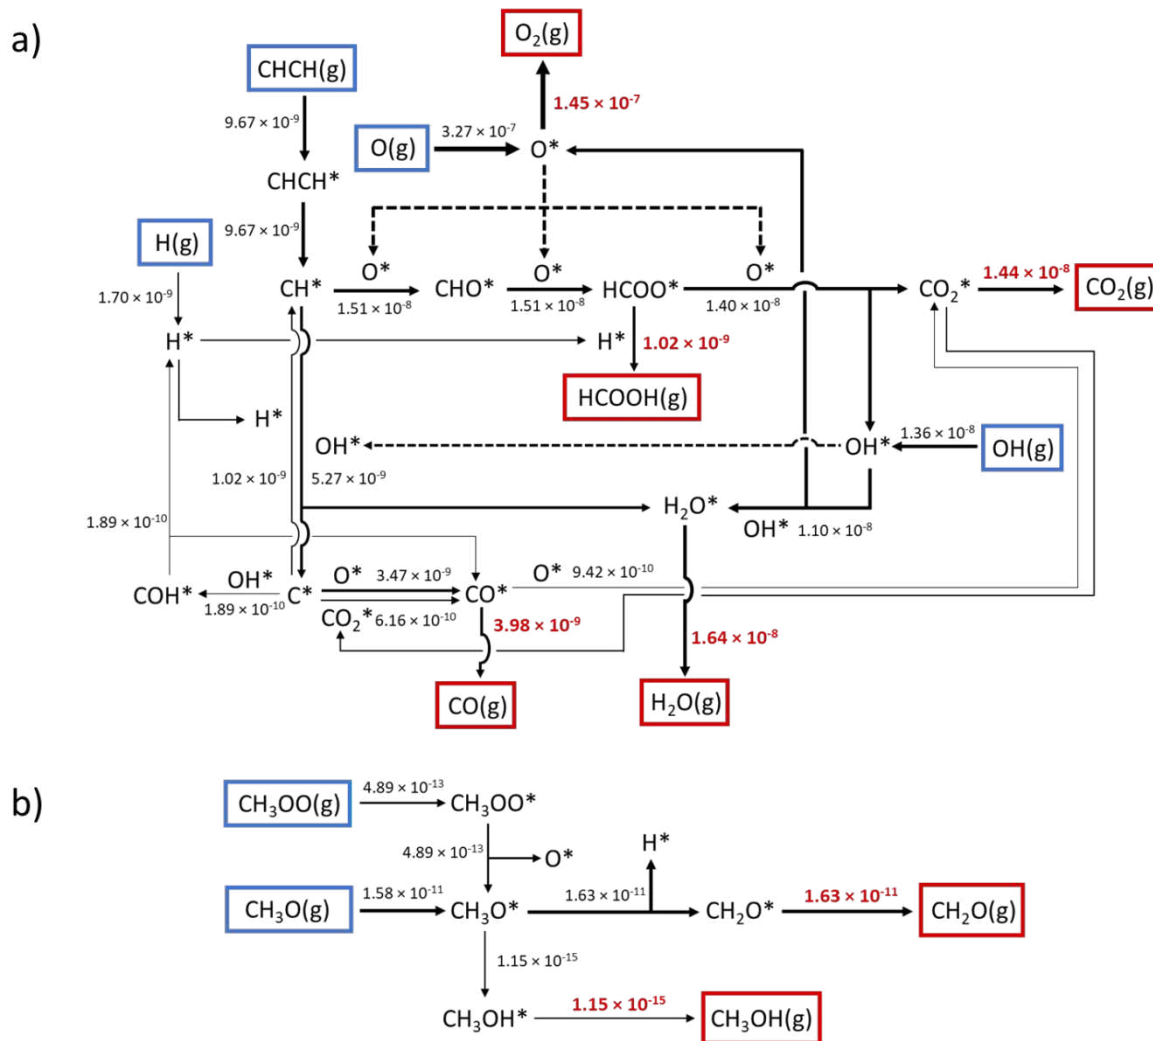 a)
O₂(g)
CHCH(g)
1.45 × 10⁻⁷
9.67 × 10⁻⁹
O(g)
3.27 × 10⁻⁷
O*
CHCH*
H(g)
9.67 × 10⁻⁹
1.70 × 10⁻⁹
O*
O*
O*
CH*
1.51 × 10⁻⁸
CHO*
1.51 × 10⁻⁸
HCOO*
1.40 × 10⁻⁸
CO₂*
1.44 × 10⁻⁸
CO₂(g)
H*
H*
1.02 × 10⁻⁹
HCOOH(g)
H*
OH*
OH*
1.36 × 10⁻⁸
OH(g)
1.02 × 10⁻⁹
5.27 × 10⁻⁹
H₂O*
OH*
1.10 × 10⁻⁸
1.89 × 10⁻¹⁰
COH*
OH*
1.89 × 10⁻¹⁰
C*
O*
3.47 × 10⁻⁹
CO₂*
6.16 × 10⁻¹⁰
CO*
O*
9.42 × 10⁻¹⁰
3.98 × 10⁻⁹
1.64 × 10⁻⁸
CO(g)
H₂O(g)
b)
CH₃OO(g)
4.89 × 10⁻¹³
CH₃OO*
4.89 × 10⁻¹³
O*
H*
CH₃O(g)
1.58 × 10⁻¹¹
CH₃O*
1.63 × 10⁻¹¹
CH₂O*
1.63 × 10⁻¹¹
CH₂O(g)
1.15 × 10⁻¹⁵
CH₃OH*
1.15 × 10⁻¹⁵
CH₃OH(g)